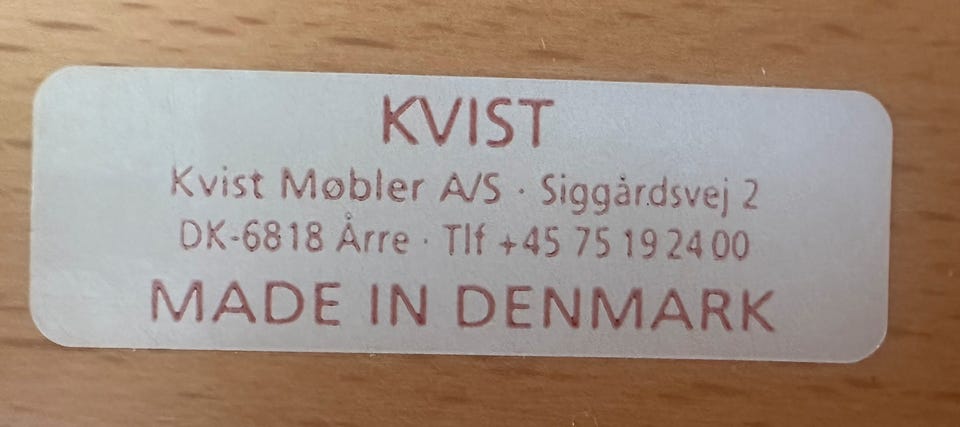 KVIST
Kvist Møbler A/S · Siggårdsvej 2
DK-6818 Årre · Tlf +45 75 19 24 00
MADE IN DENMARK